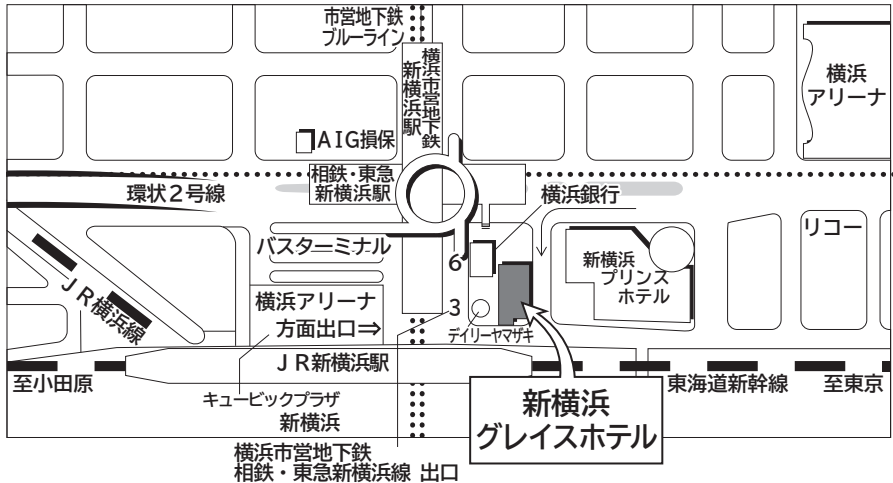 市営地下鉄
ブルーライン
横浜市営地下鉄
新横浜駅
横浜
アリーナ
AIG損保
相鉄・東急
新横浜駅
環状2号線
横浜銀行
リコー
バスターミナル
6
新横浜
プリンス
ホテル
JR横浜線
横浜アリーナ
方面出口⇒
3
デイリーヤマザキ
JR新横浜駅
至小田原
東海道新幹線
至東京
キュービックプラザ
新横浜
新横浜
グレイスホテル
横浜市営地下鉄
相鉄・東急新横浜線 出口